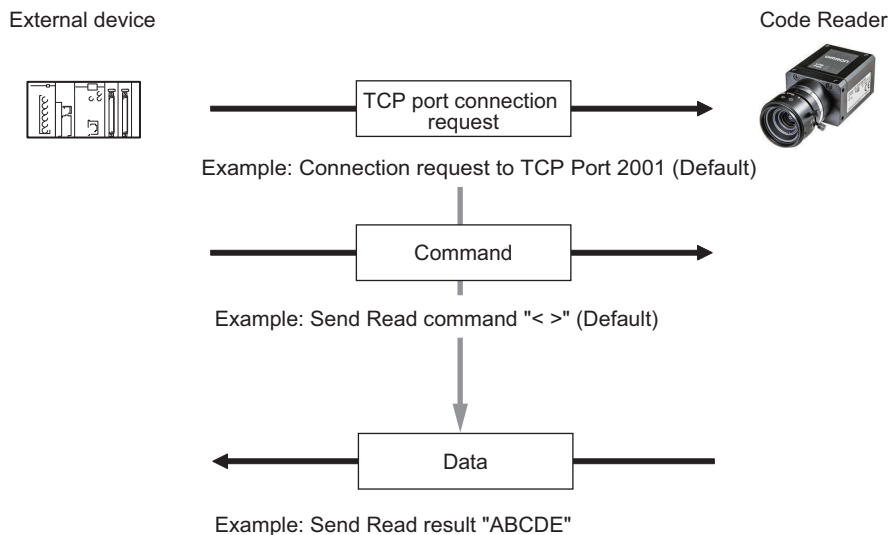 External device
Code Reader
TCP port connection
request
Example: Connection request to TCP Port 2001 (Default)
Command
Example: Send Read command "< >" (Default)
Data
Example: Send Read result "ABCDE"